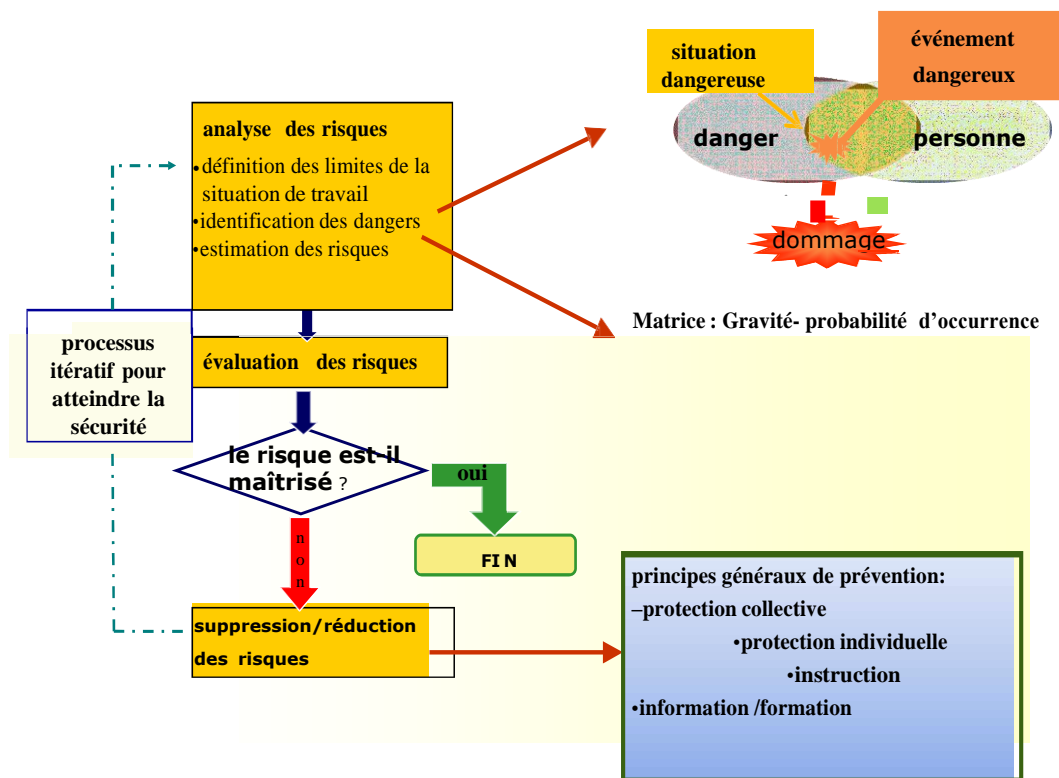 situation
dangereuse
événement
dangereux
danger
personne
dommage
analyse des risques
•définition des limites de la
situation de travail
•identification des dangers
•estimation des risques
Matrice : Gravité- probabilité d’occurrence
processus
itératif pour
atteindre la
sécurité
évaluation des risques
le risque est-il
maîtrisé ?
oui
non
FIN
suppression/réduction
des risques
principes généraux de prévention:
–protection collective
•protection individuelle
•instruction
•information /formation